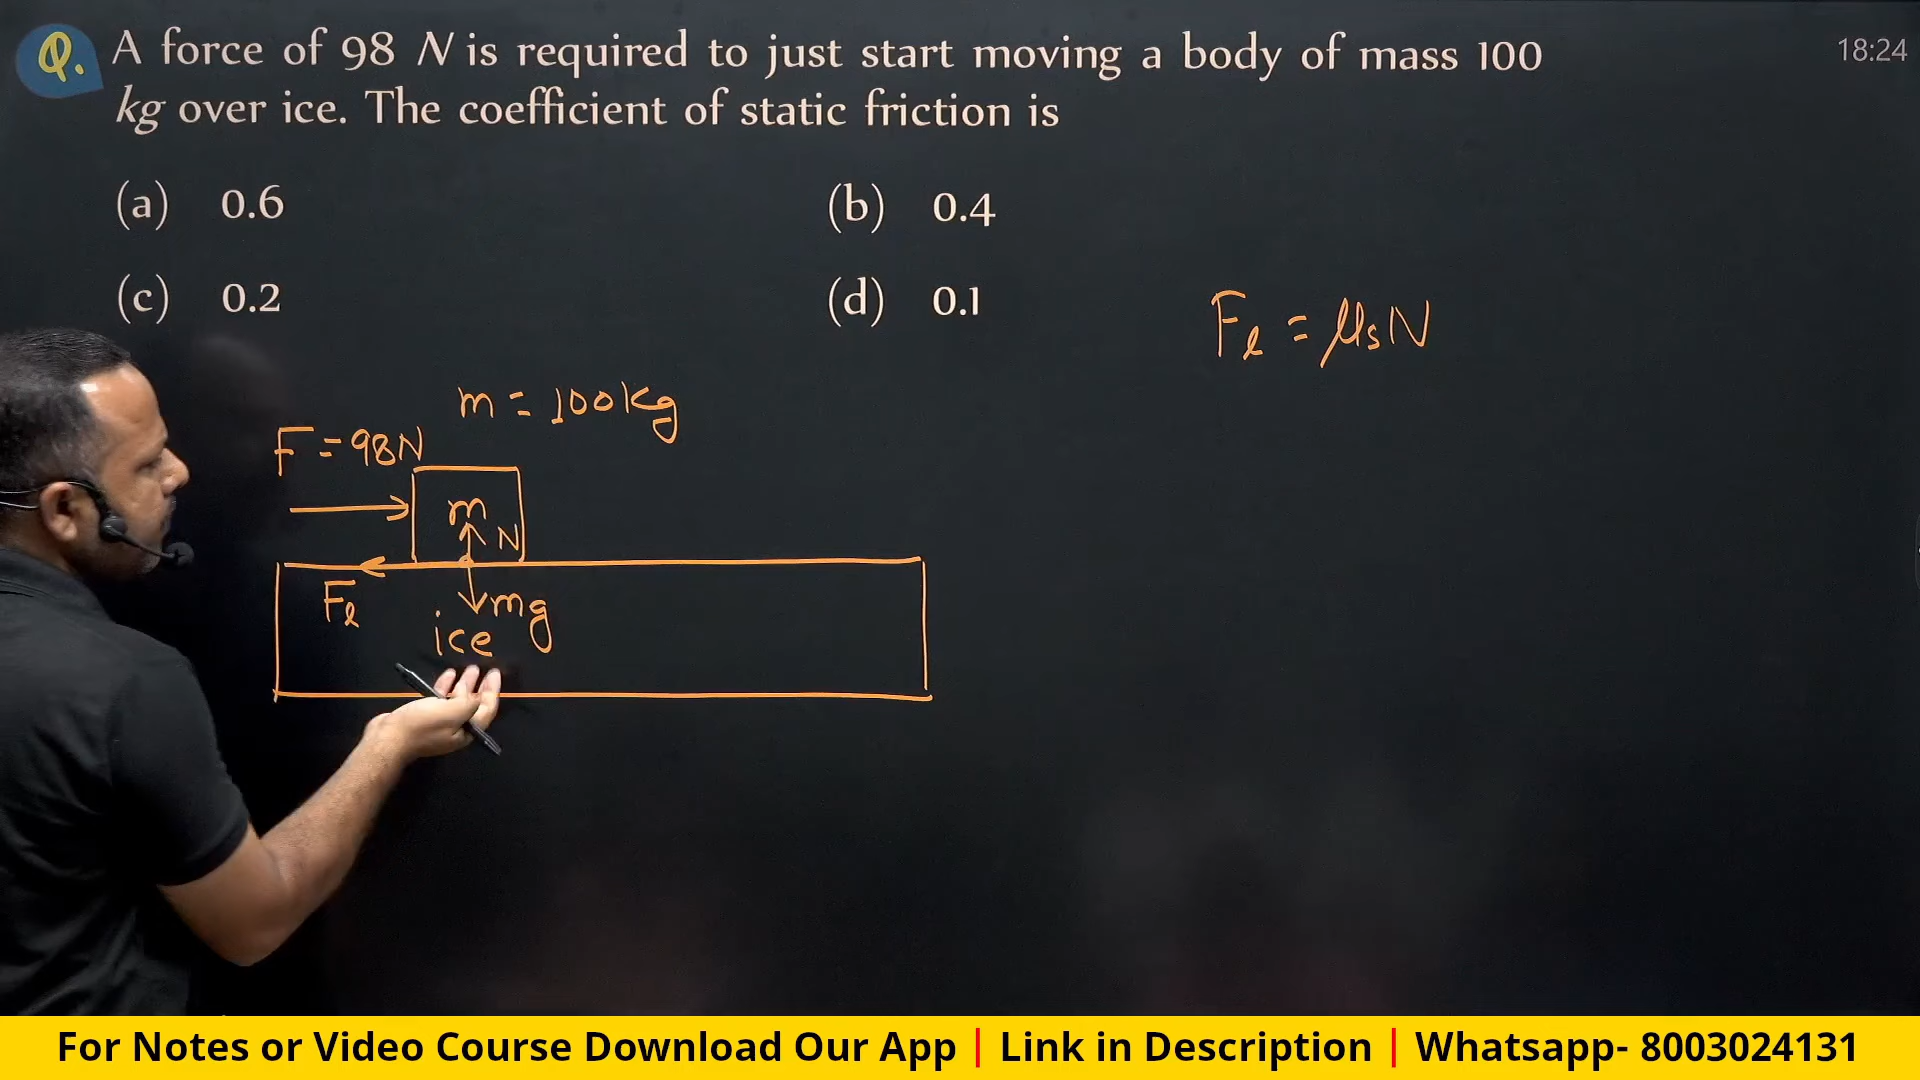 Q. A force of 98 N is required to just start moving a body of mass 100
kg over ice. The coefficient of static friction is
18:24
(a) 0.6
(b) 0.4
(c) 0.2
(d) 0.1
Fℓ = μsN
m = 100kg
F = 98N
m
N
Fℓ
mg
ice
For Notes or Video Course Download Our App | Link in Description | Whatsapp- 8003024131